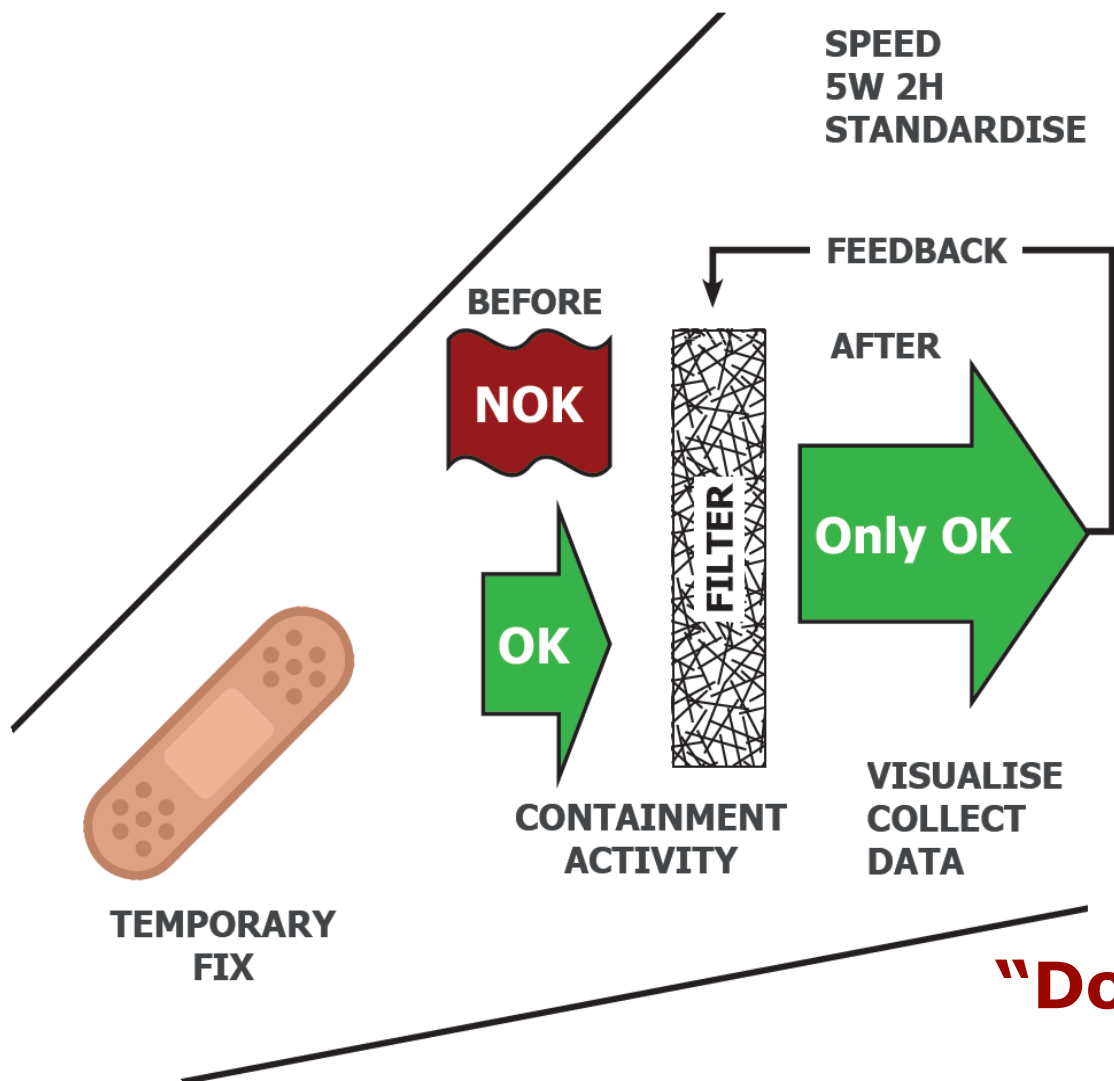 SPEED
5W 2H
STANDARDISE
FEEDBACK
BEFORE
AFTER
NOK
FILTER
Only OK
OK
VISUALISE
COLLECT
DATA
CONTAINMENT
ACTIVITY
TEMPORARY
FIX
“Do